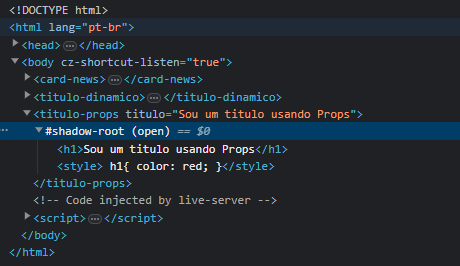 <!DOCTYPE html>
<html lang="pt-br">
<head> ⋯ </head>
<body cz-shortcut-listen="true">
<card-news> ⋯ </card-news>
<titulo-dinamico> ⋯ </titulo-dinamico>
<titulo-props titulo="Sou um titulo usando Props">
⋯ #shadow-root (open) == $0
<h1>Sou um titulo usando Props</h1>
<style> h1{ color: red; }</style>
</titulo-props>
<!-- Code injected by live-server -->
<script> ⋯ </script>
</body>
</html>